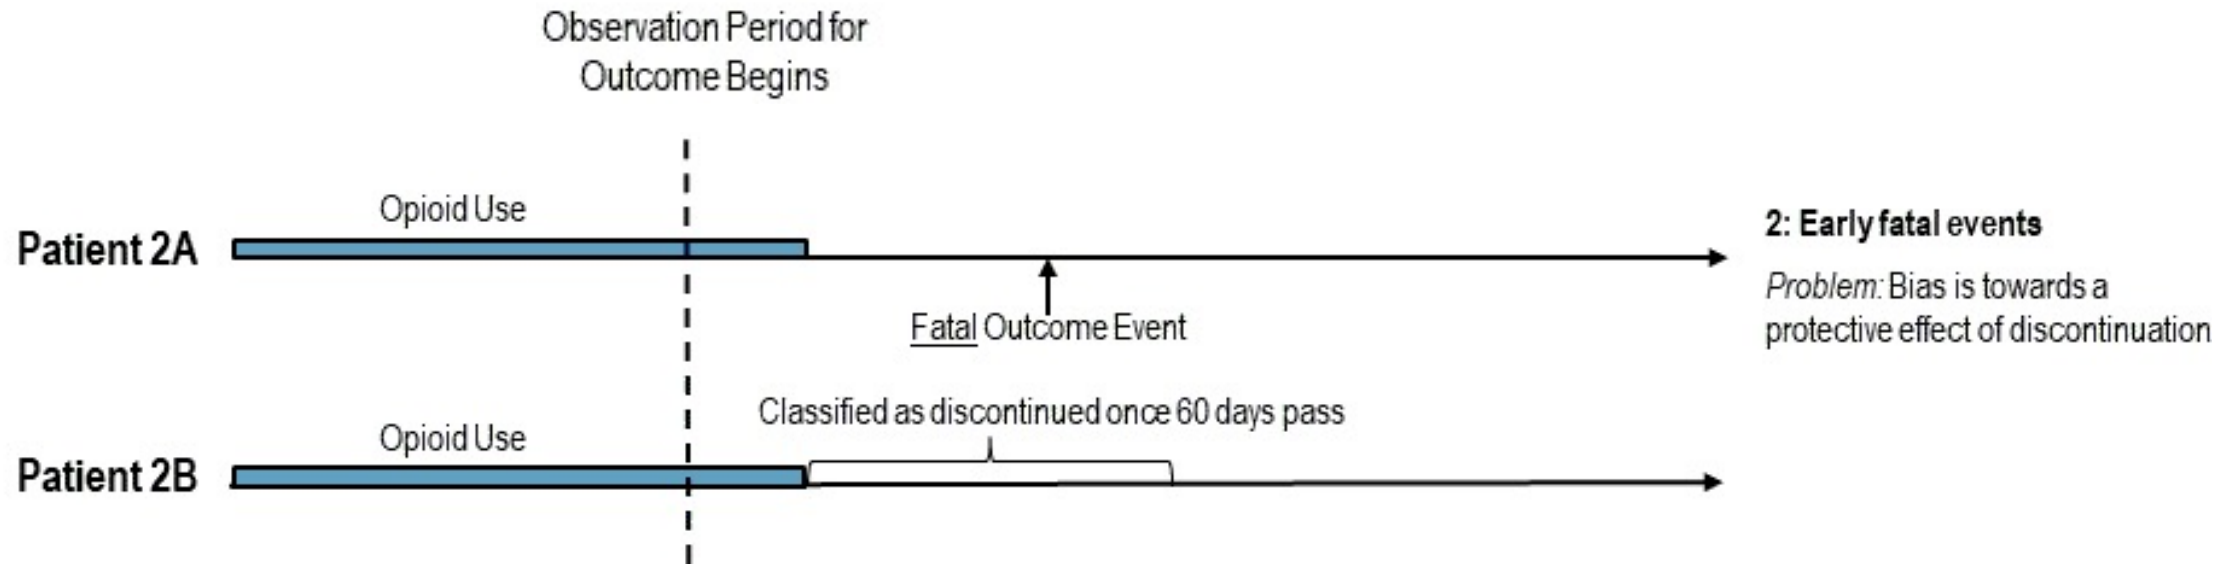 Observation Period for
Outcome Begins
Opioid Use
Patient 2A
Fatal Outcome Event
2: Early fatal events
Problem: Bias is towards a
protective effect of discontinuation
Classified as discontinued once 60 days pass
Opioid Use
Patient 2B